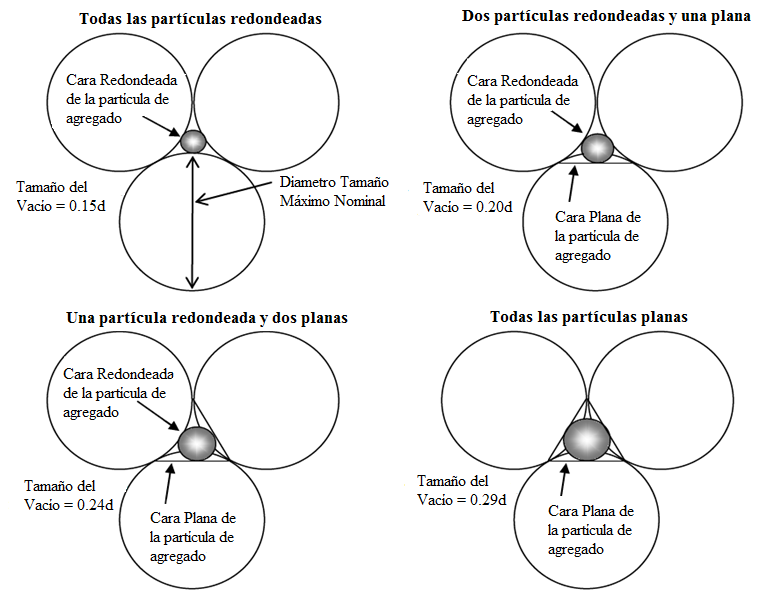 Todas las partículas redondeadas
Cara Redondeada
de la partícula de
agregado
Tamaño del
Vacio = 0.15d
Diametro Tamaño
Máximo Nominal
Dos partículas redondeadas y una plana
Cara Redondeada
de la partícula de
agregado
Tamaño del
Vacio = 0.20d
Cara Plana de
la partícula de
agregado
Una partícula redondeada y dos planas
Cara Redondeada
de la partícula de
agregado
Tamaño del
Vacio = 0.24d
Cara Plana de
la partícula de
agregado
Todas las partículas planas
Tamaño del
Vacio = 0.29d
Cara Plana de
la partícula de
agregado